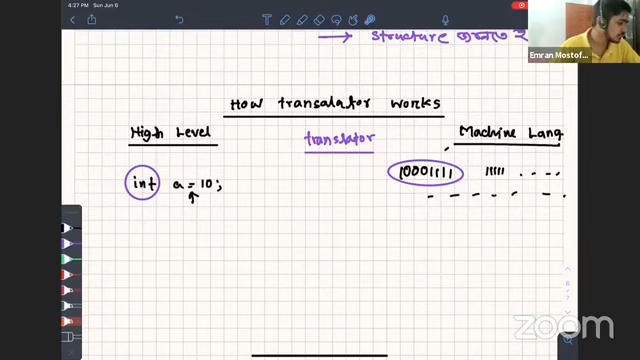 4:27 PM Sun Jun 6
→ structure জানতে হ
Emran Mostof...
How transalator works
High Level
translator
Machine Lang
int a = 10;
10001111 11111 . - - - .
zoom